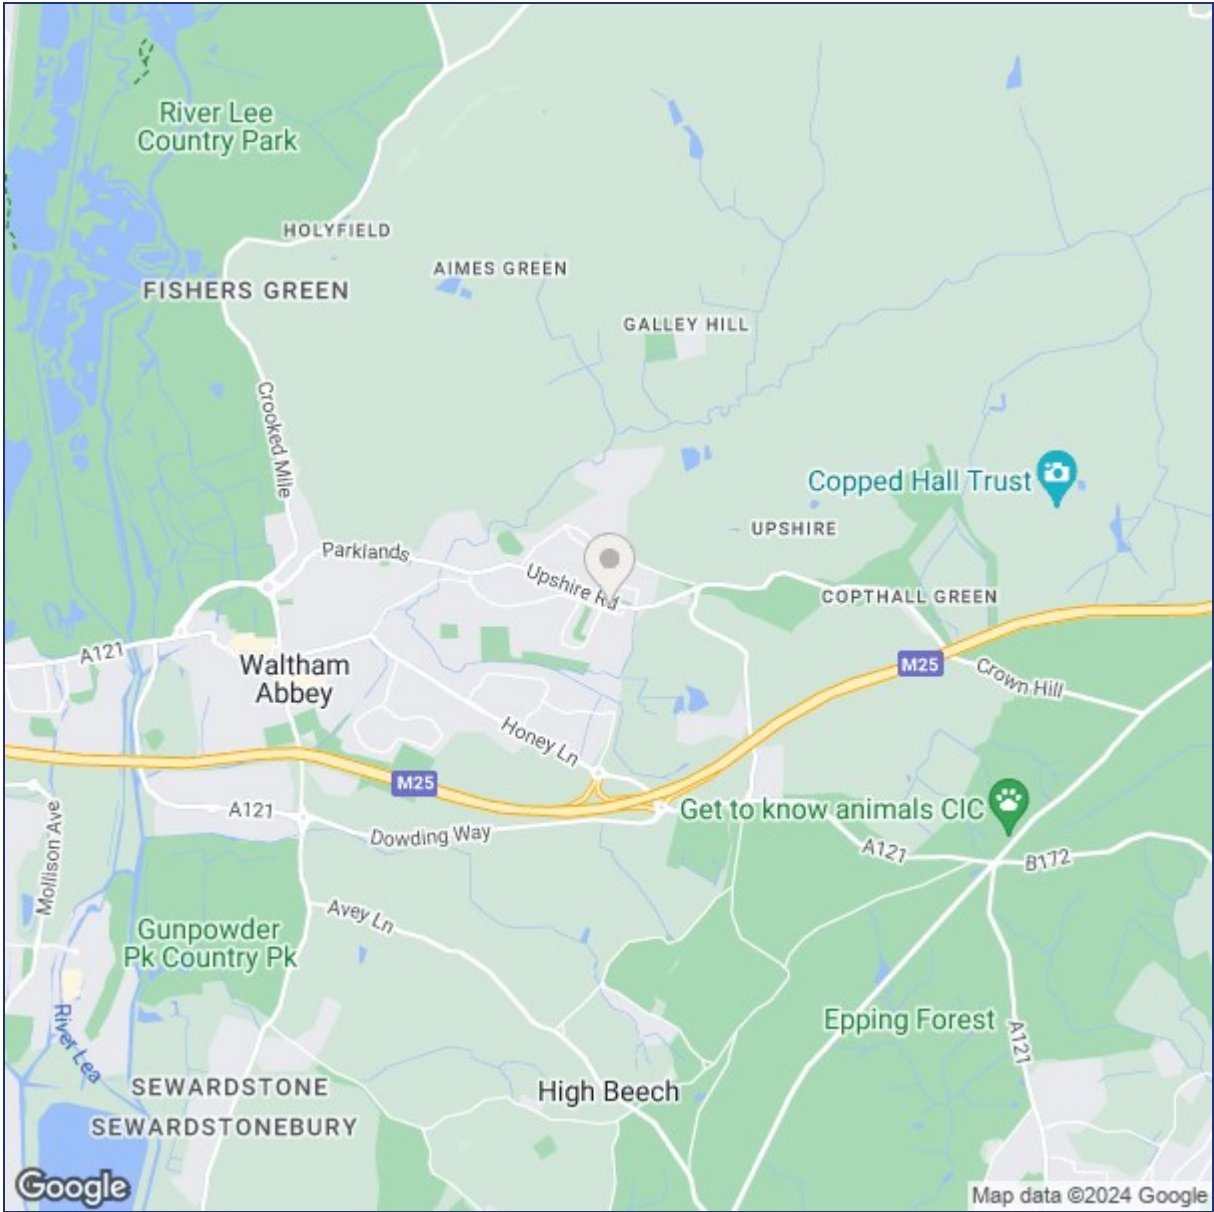 River Lee
Country Park
HOLYFIELD
AIMES GREEN
FISHERS GREEN
GALLEY HILL
Crooked Mile
Copped Hall Trust
UPSHIRE
Parklands
Upshire Rd
COPTHALL GREEN
A121
Waltham
Abbey
M25
Crown Hill
Honey Ln
M25
A121
Get to know animals CIC
Dowding Way
Mollison Ave
A121
B172
Avey Ln
Gunpowder
Pk Country Pk
River Lea
Epping Forest
A121
SEWARDSTONE
High Beech
SEWARDSTONEBURY
Google
Map data ©2024 Google